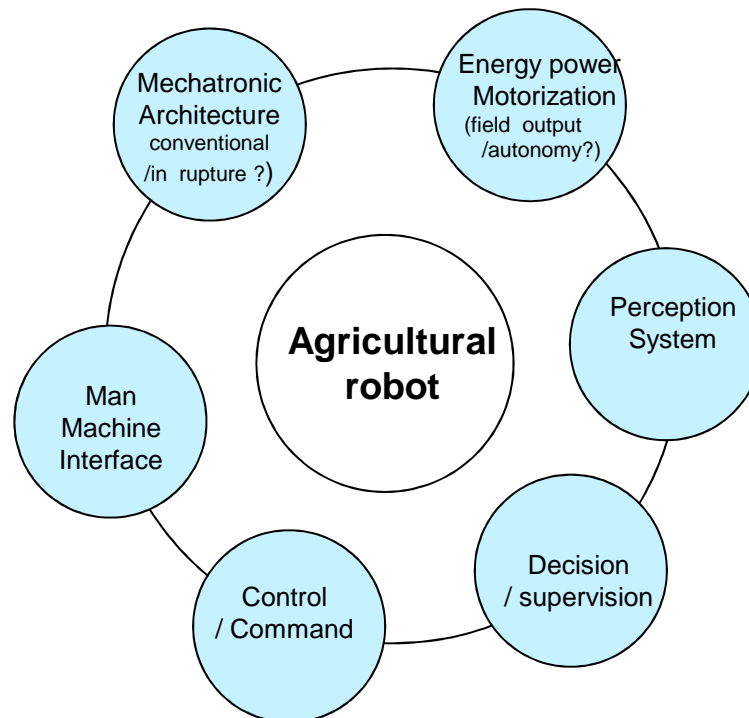 Mechatronic
Architecture
conventional
/in rupture ?)
Energy power
Motorization
(field output
/autonomy?)
Perception
System
Agricultural
robot
Man
Machine
Interface
Decision
/ supervision
Control
/ Command